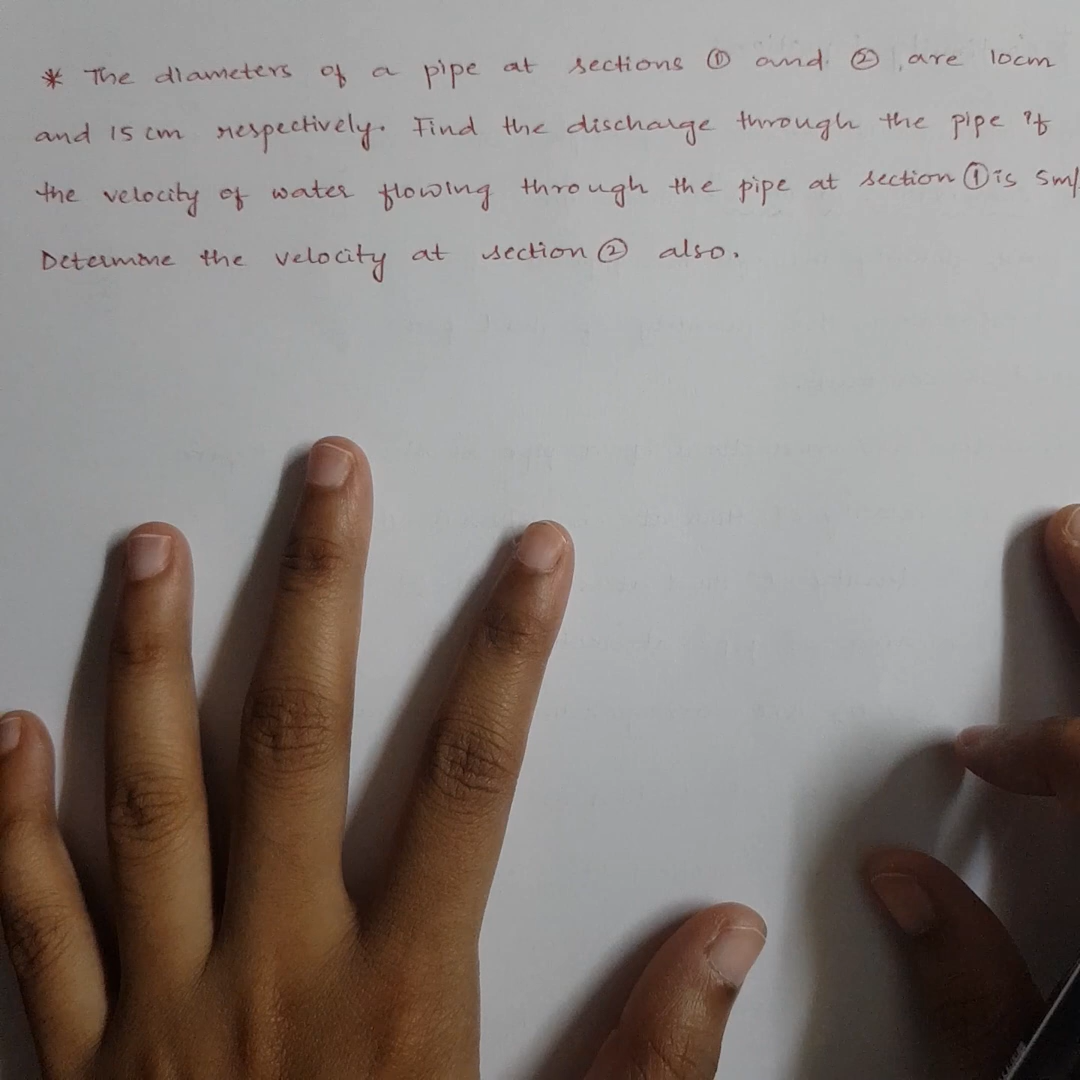 * The diameters of a pipe at sections ① and ② are 10cm
and 15 cm respectively. Find the discharge through the pipe if
the velocity of water flowing through the pipe at section ① is 5m/
Determine the velocity at section ② also.